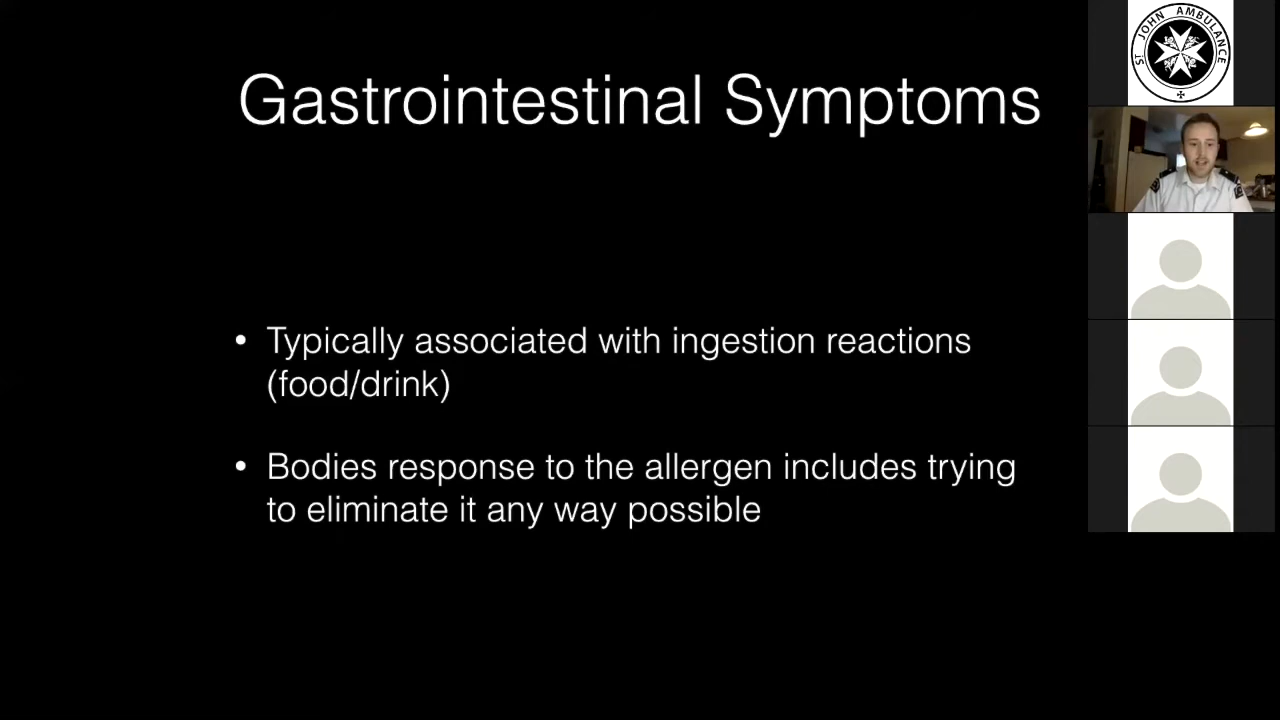 Gastrointestinal Symptoms
• Typically associated with ingestion reactions
(food/drink)
• Bodies response to the allergen includes trying
to eliminate it any way possible
ST JOHN AMBULANCE